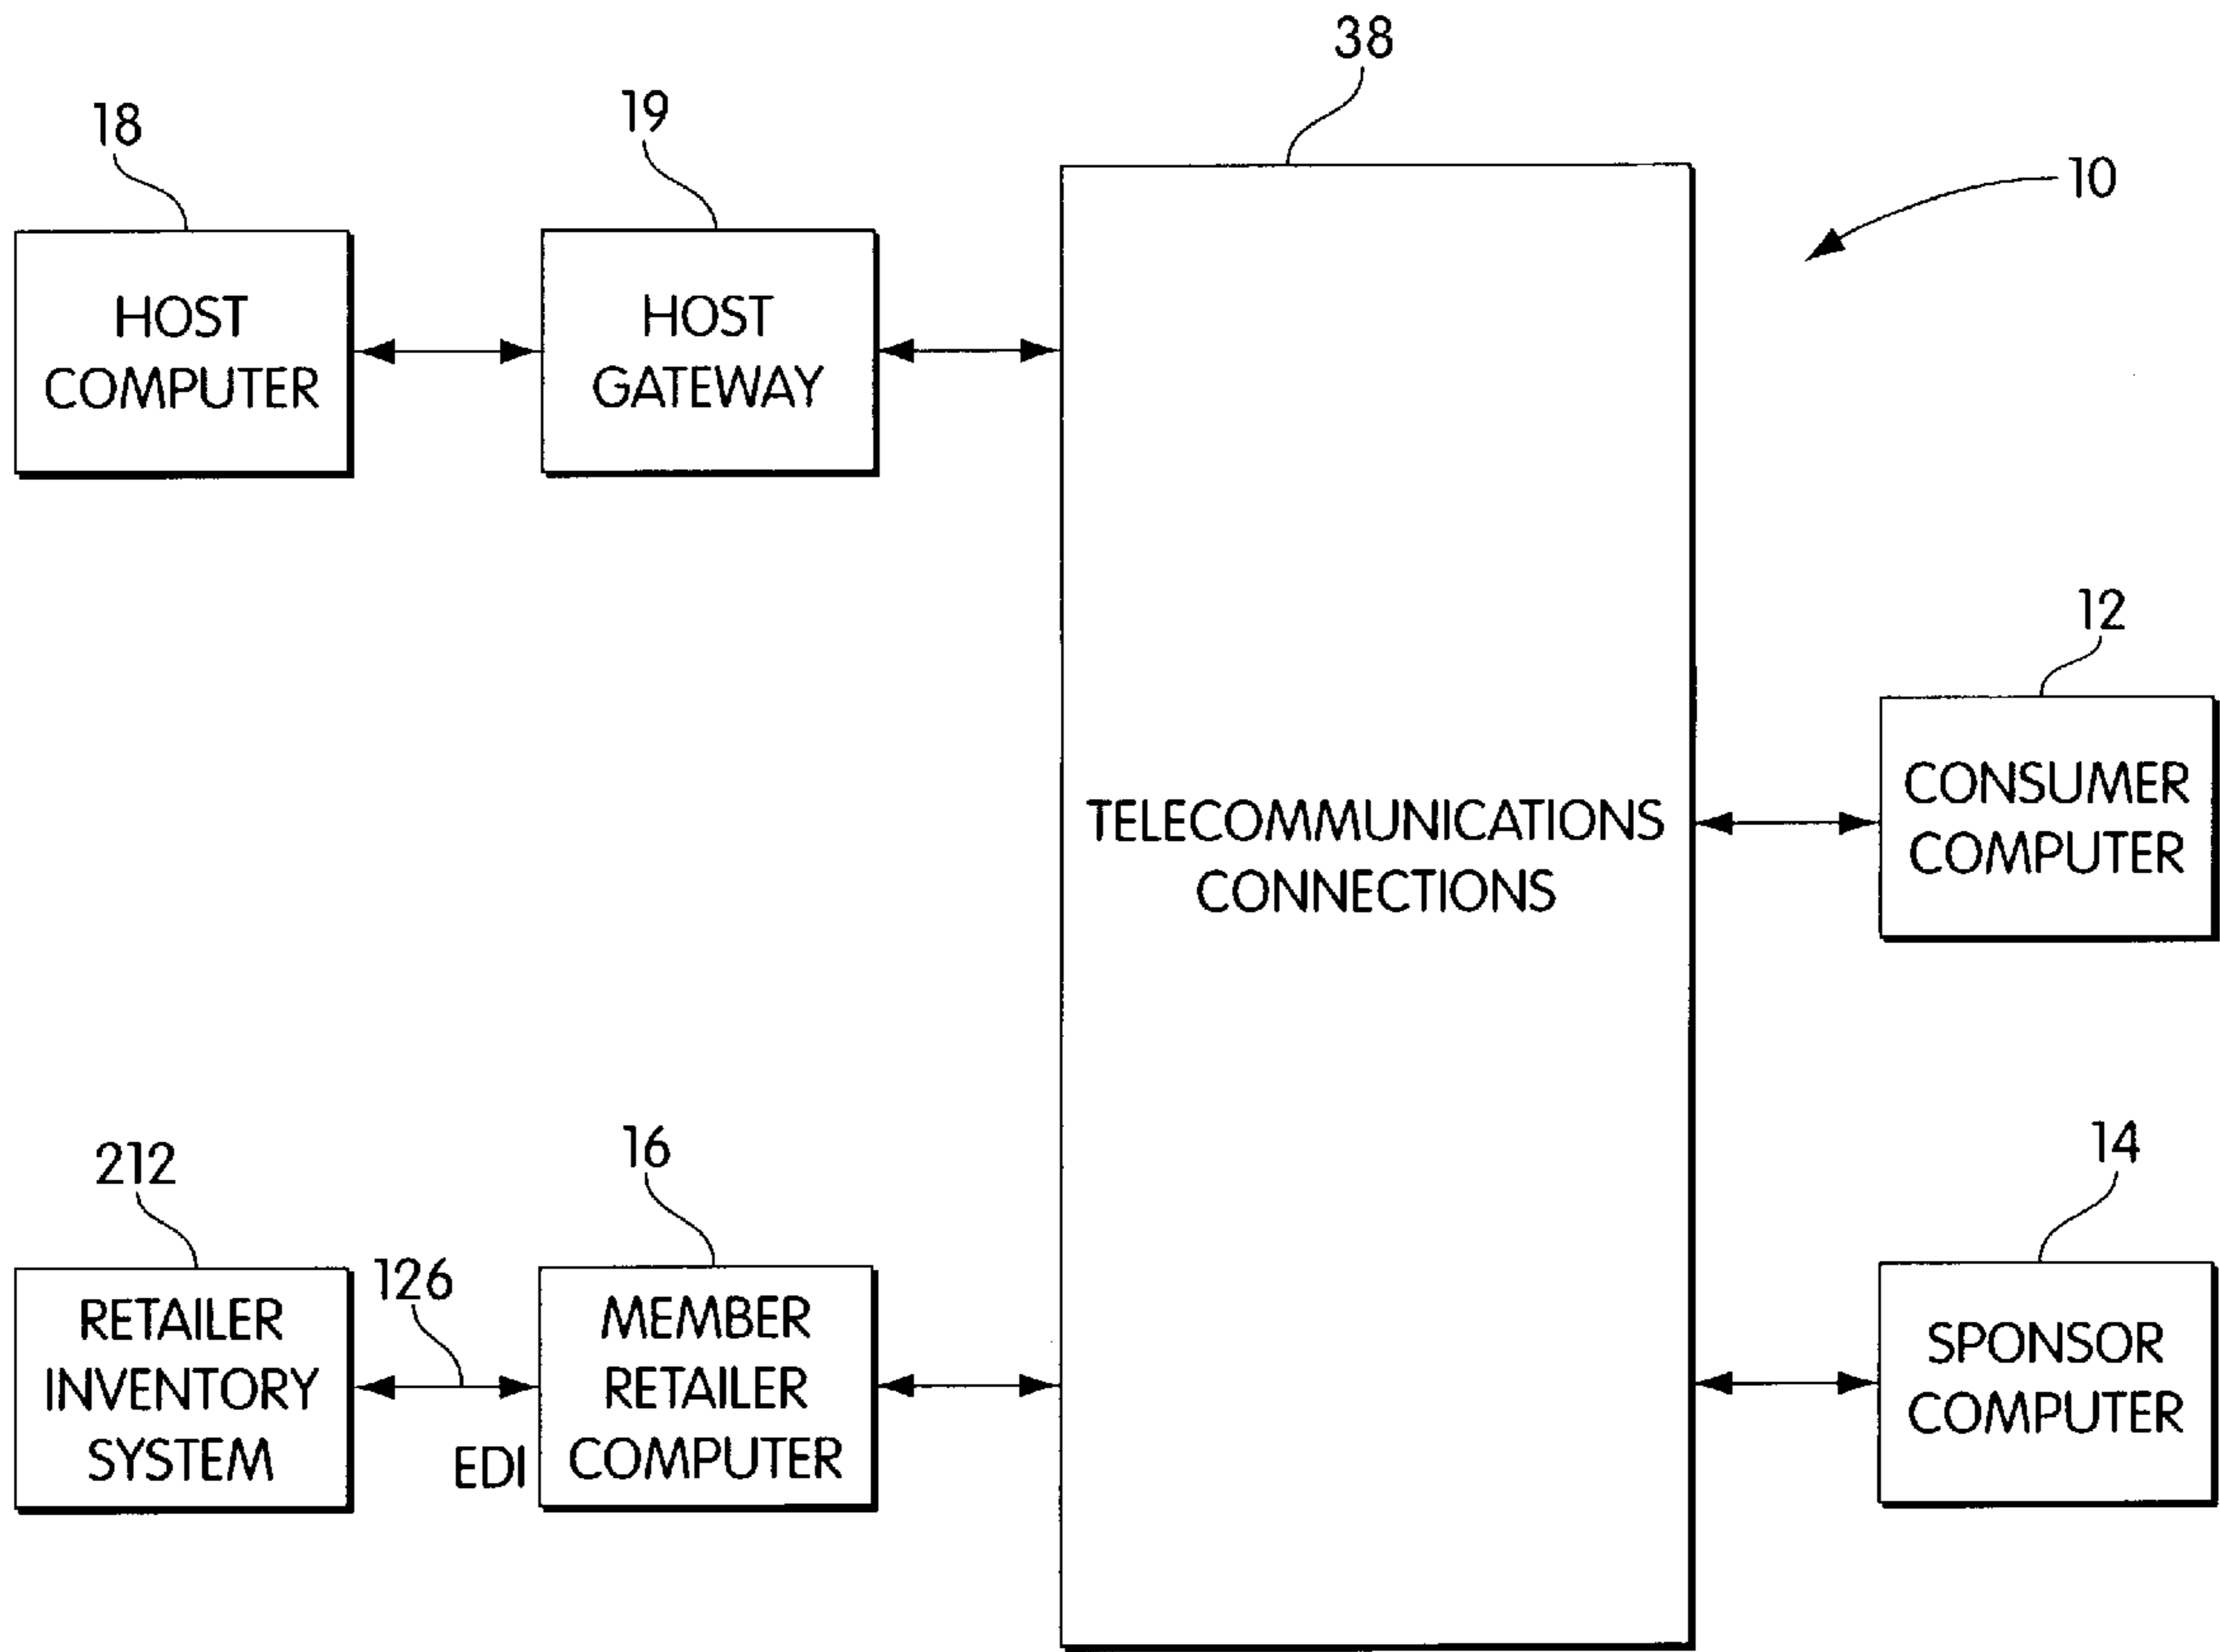 38
18
19
10
HOST
COMPUTER
HOST
GATEWAY
12
CONSUMER
COMPUTER
TELECOMMUNICATIONS
CONNECTIONS
212
126
16
14
RETAILER
INVENTORY
SYSTEM
EDI
MEMBER
RETAILER
COMPUTER
SPONSOR
COMPUTER